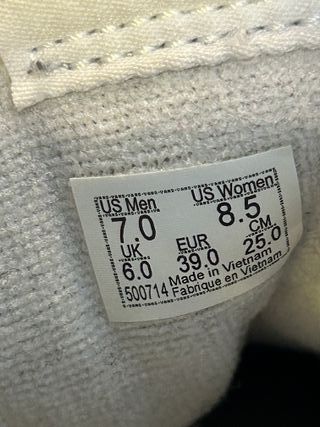 US Men US Women
7.0 8.5
UK EUR CM
6.0 39.0 25.0
500714 Made in Vietnam
Fabriqué en Vietnam